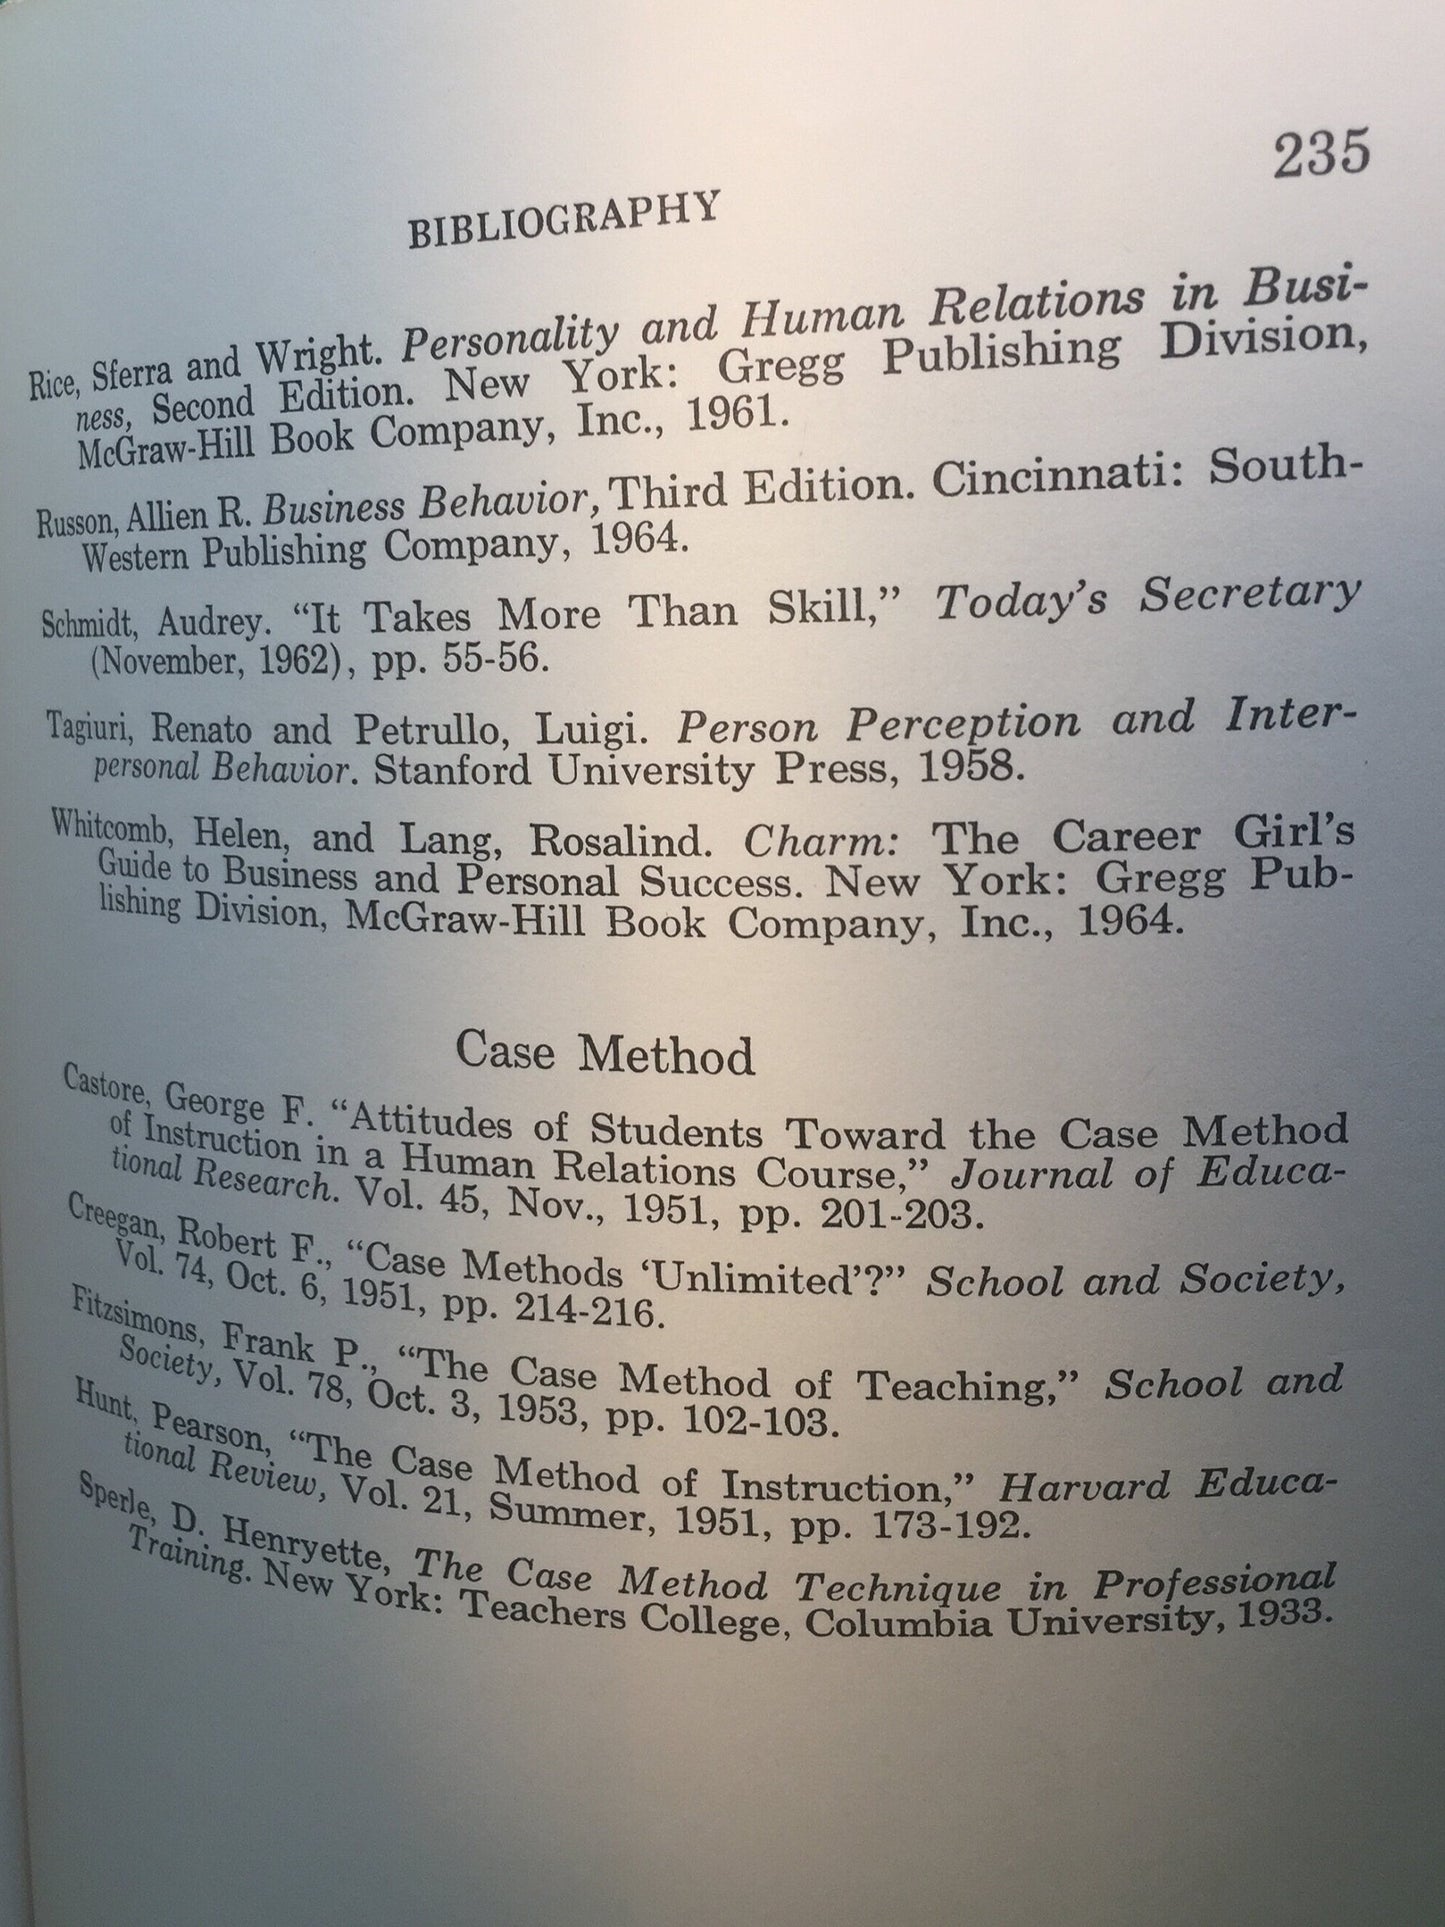 235
BIBLIOGRAPHY
Rice, Sferra and Wright. Personality and Human Relations in Busi-
ness, Second Edition. New York: Gregg Publishing Division,
McGraw-Hill Book Company, Inc., 1961.
Russon, Allien R. Business Behavior, Third Edition. Cincinnati: South-
Western Publishing Company, 1964.
Schmidt, Audrey. “It Takes More Than Skill,” Today’s Secretary
(November, 1962), pp. 55-56.
Tagiuri, Renato and Petrullo, Luigi. Person Perception and Inter-
personal Behavior. Stanford University Press, 1958.
Whitcomb, Helen, and Lang, Rosalind. Charm: The Career Girl’s
Guide to Business and Personal Success. New York: Gregg Pub-
lishing Division, McGraw-Hill Book Company, Inc., 1964.
Case Method
Castore, George F. “Attitudes of Students Toward the Case Method
of Instruction in a Human Relations Course,” Journal of Educa-
tional Research. Vol. 45, Nov., 1951, pp. 201-203.
Creegan, Robert F., “Case Methods ‘Unlimited’?” School and Society,
Vol. 74, Oct. 6, 1951, pp. 214-216.
Fitzsimons, Frank P., “The Case Method of Teaching,” School and
Society, Vol. 78, Oct. 3, 1953, pp. 102-103.
Hunt, Pearson, “The Case Method of Instruction,” Harvard Educa-
tional Review, Vol. 21, Summer, 1951, pp. 173-192.
Sperle, D. Henryette, The Case Method Technique in Professional
Training. New York: Teachers College, Columbia University, 1933.